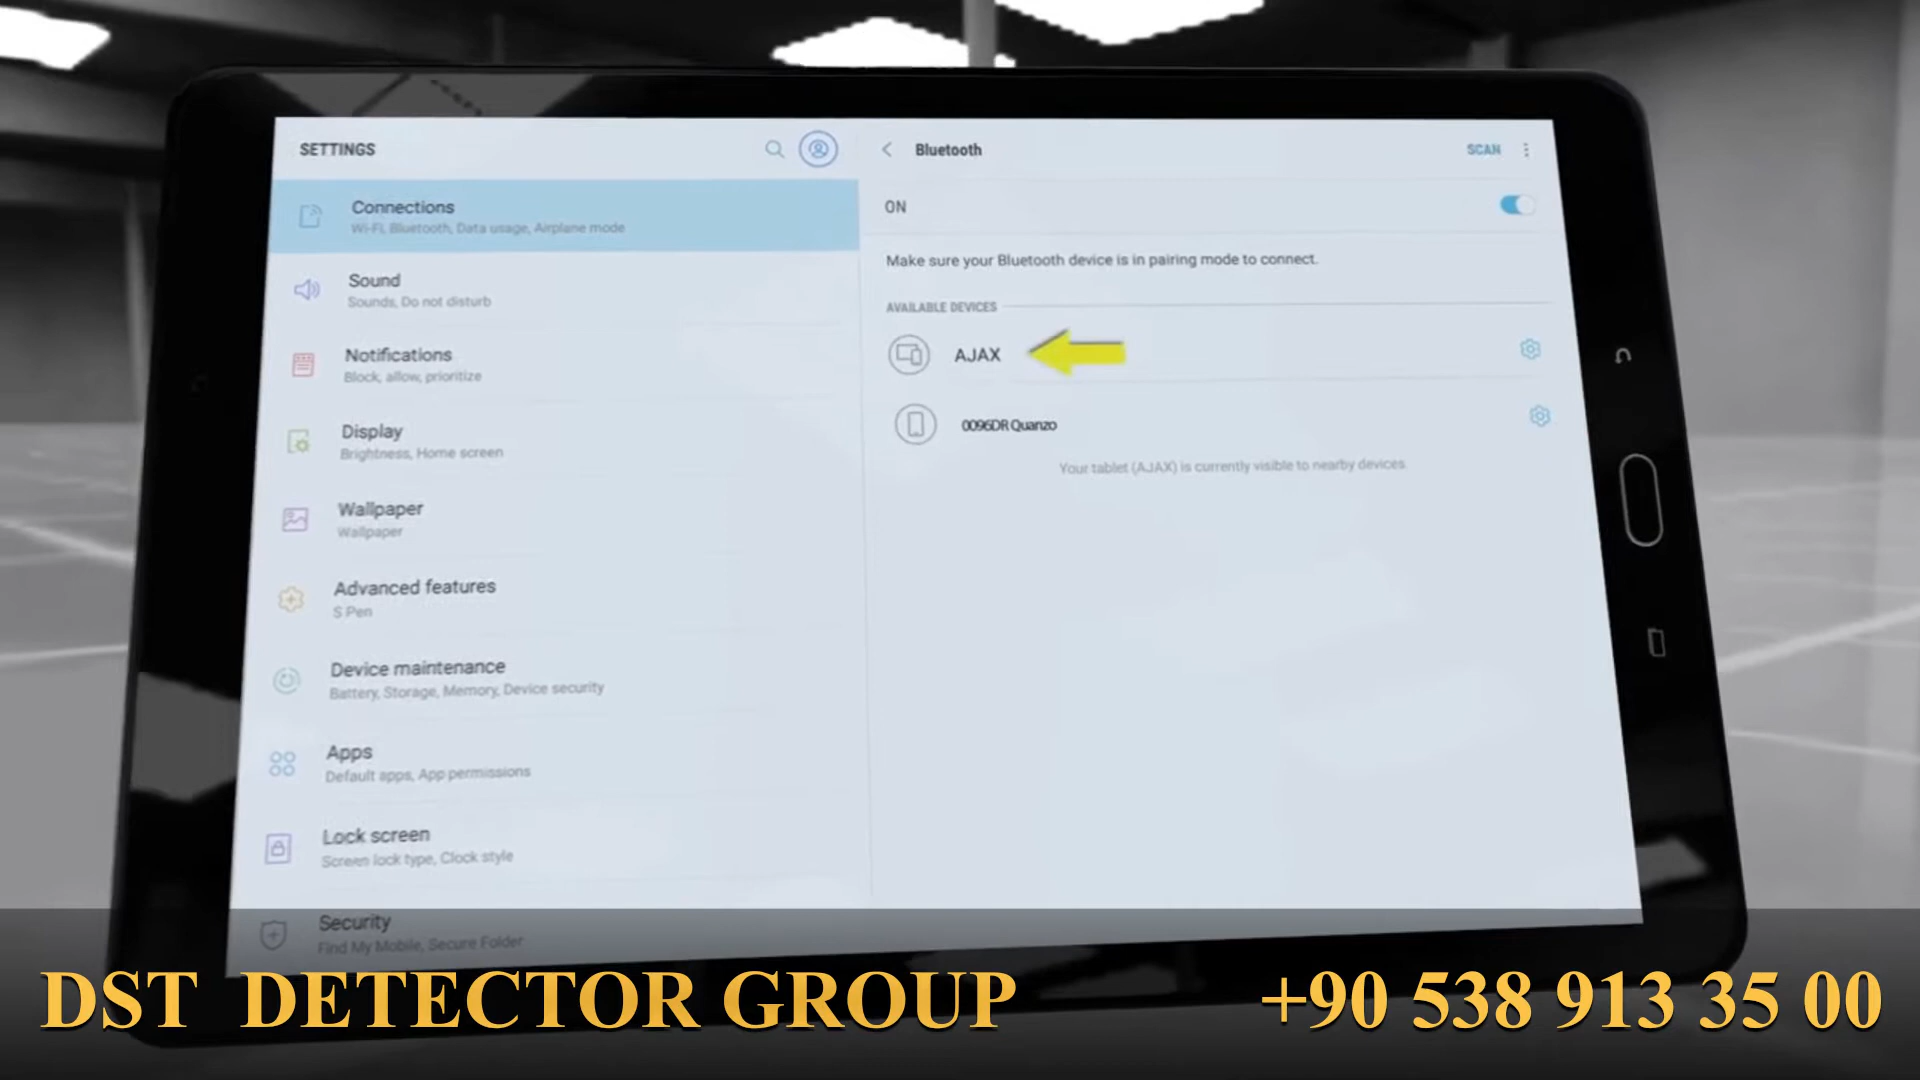 SETTINGS
Connections
Wi-Fi, Bluetooth, Data usage, Airplane mode
Sound
Sounds, Do not disturb
Notifications
Block, allow, prioritize
Display
Brightness, Home screen
Wallpaper
Wallpaper
Advanced features
S Pen
Device maintenance
Battery, Storage, Memory, Device security
Apps
Default apps, App permissions
Lock screen
Screen lock type, Clock style
Security
Find My Mobile, Secure Folder
Bluetooth
SCAN
ON
Make sure your Bluetooth device is in pairing mode to connect.
AVAILABLE DEVICES
AJAX
0096DR Quanzo
Your tablet (AJAX) is currently visible to nearby devices.
DST DETECTOR GROUP +90 538 913 35 00